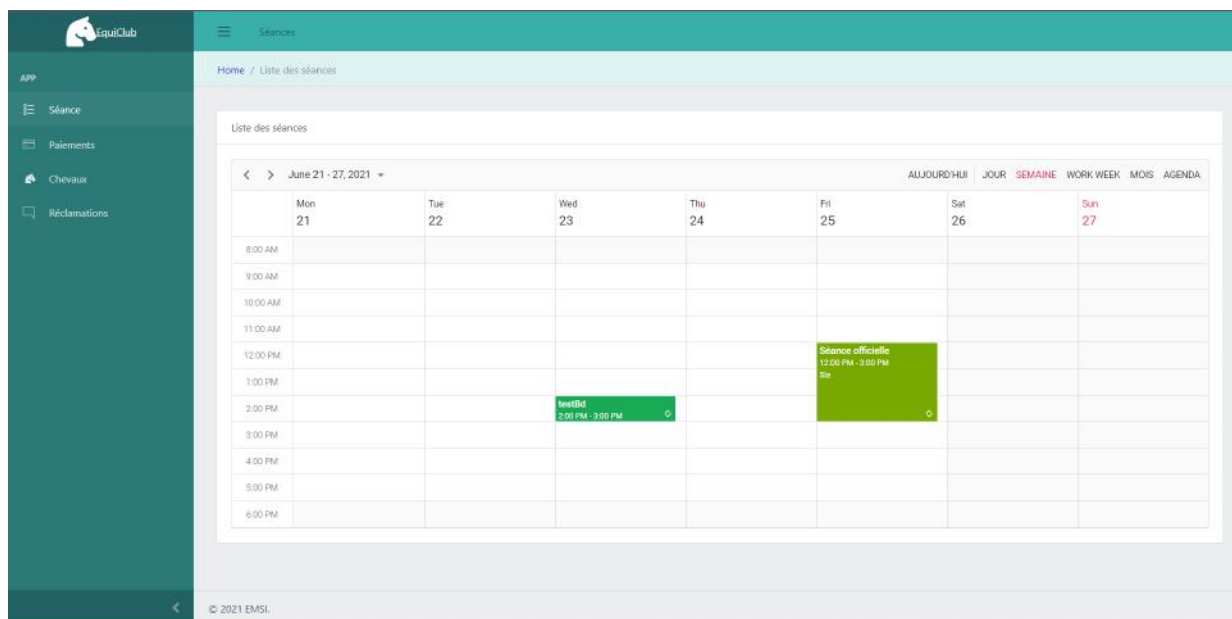 EquiClub
Séances
APP
Home / Liste des séances
Séance
Paiements
Chevaux
Réclamations
Liste des séances
June 21 - 27, 2021
AUJOURD'HUI JOUR SEMAINE WORK WEEK MOIS AGENDA
Mon Tue Wed Thu Fri Sat Sun
21 22 23 24 25 26 27
8:00 AM
9:00 AM
10:00 AM
11:00 AM
12:00 PM
Séance officielle
12:00 PM - 3:00 PM
1:00 PM
2:00 PM
testBd
2:00 PM - 3:00 PM
3:00 PM
4:00 PM
5:00 PM
6:00 PM
© 2021 EMSI.